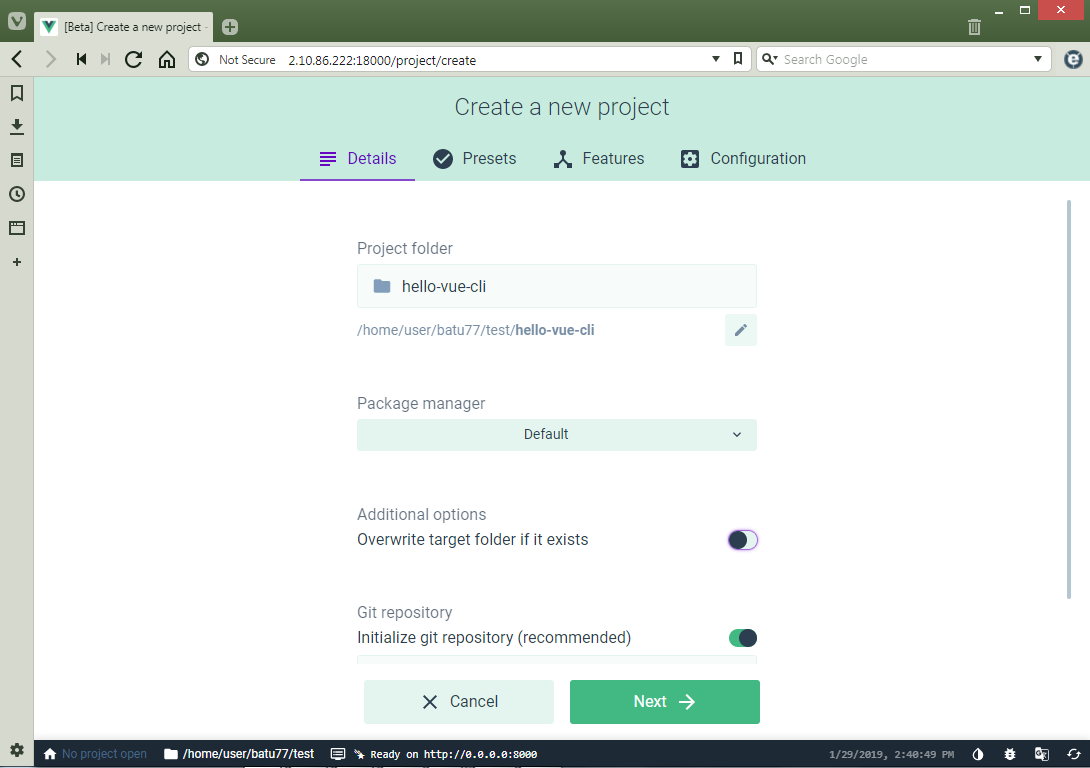 [Beta] Create a new project
Not Secure 2.10.86.222:18000/project/create
Search Google
Create a new project
Details Presets Features Configuration
Project folder
hello-vue-cli
/home/user/batu77/test/hello-vue-cli
Package manager
Default
Additional options
Overwrite target folder if it exists
Git repository
Initialize git repository (recommended)
Cancel Next
No project open /home/user/batu77/test Ready on http://0.0.0.0:8000 1/29/2019, 2:40:49 PM